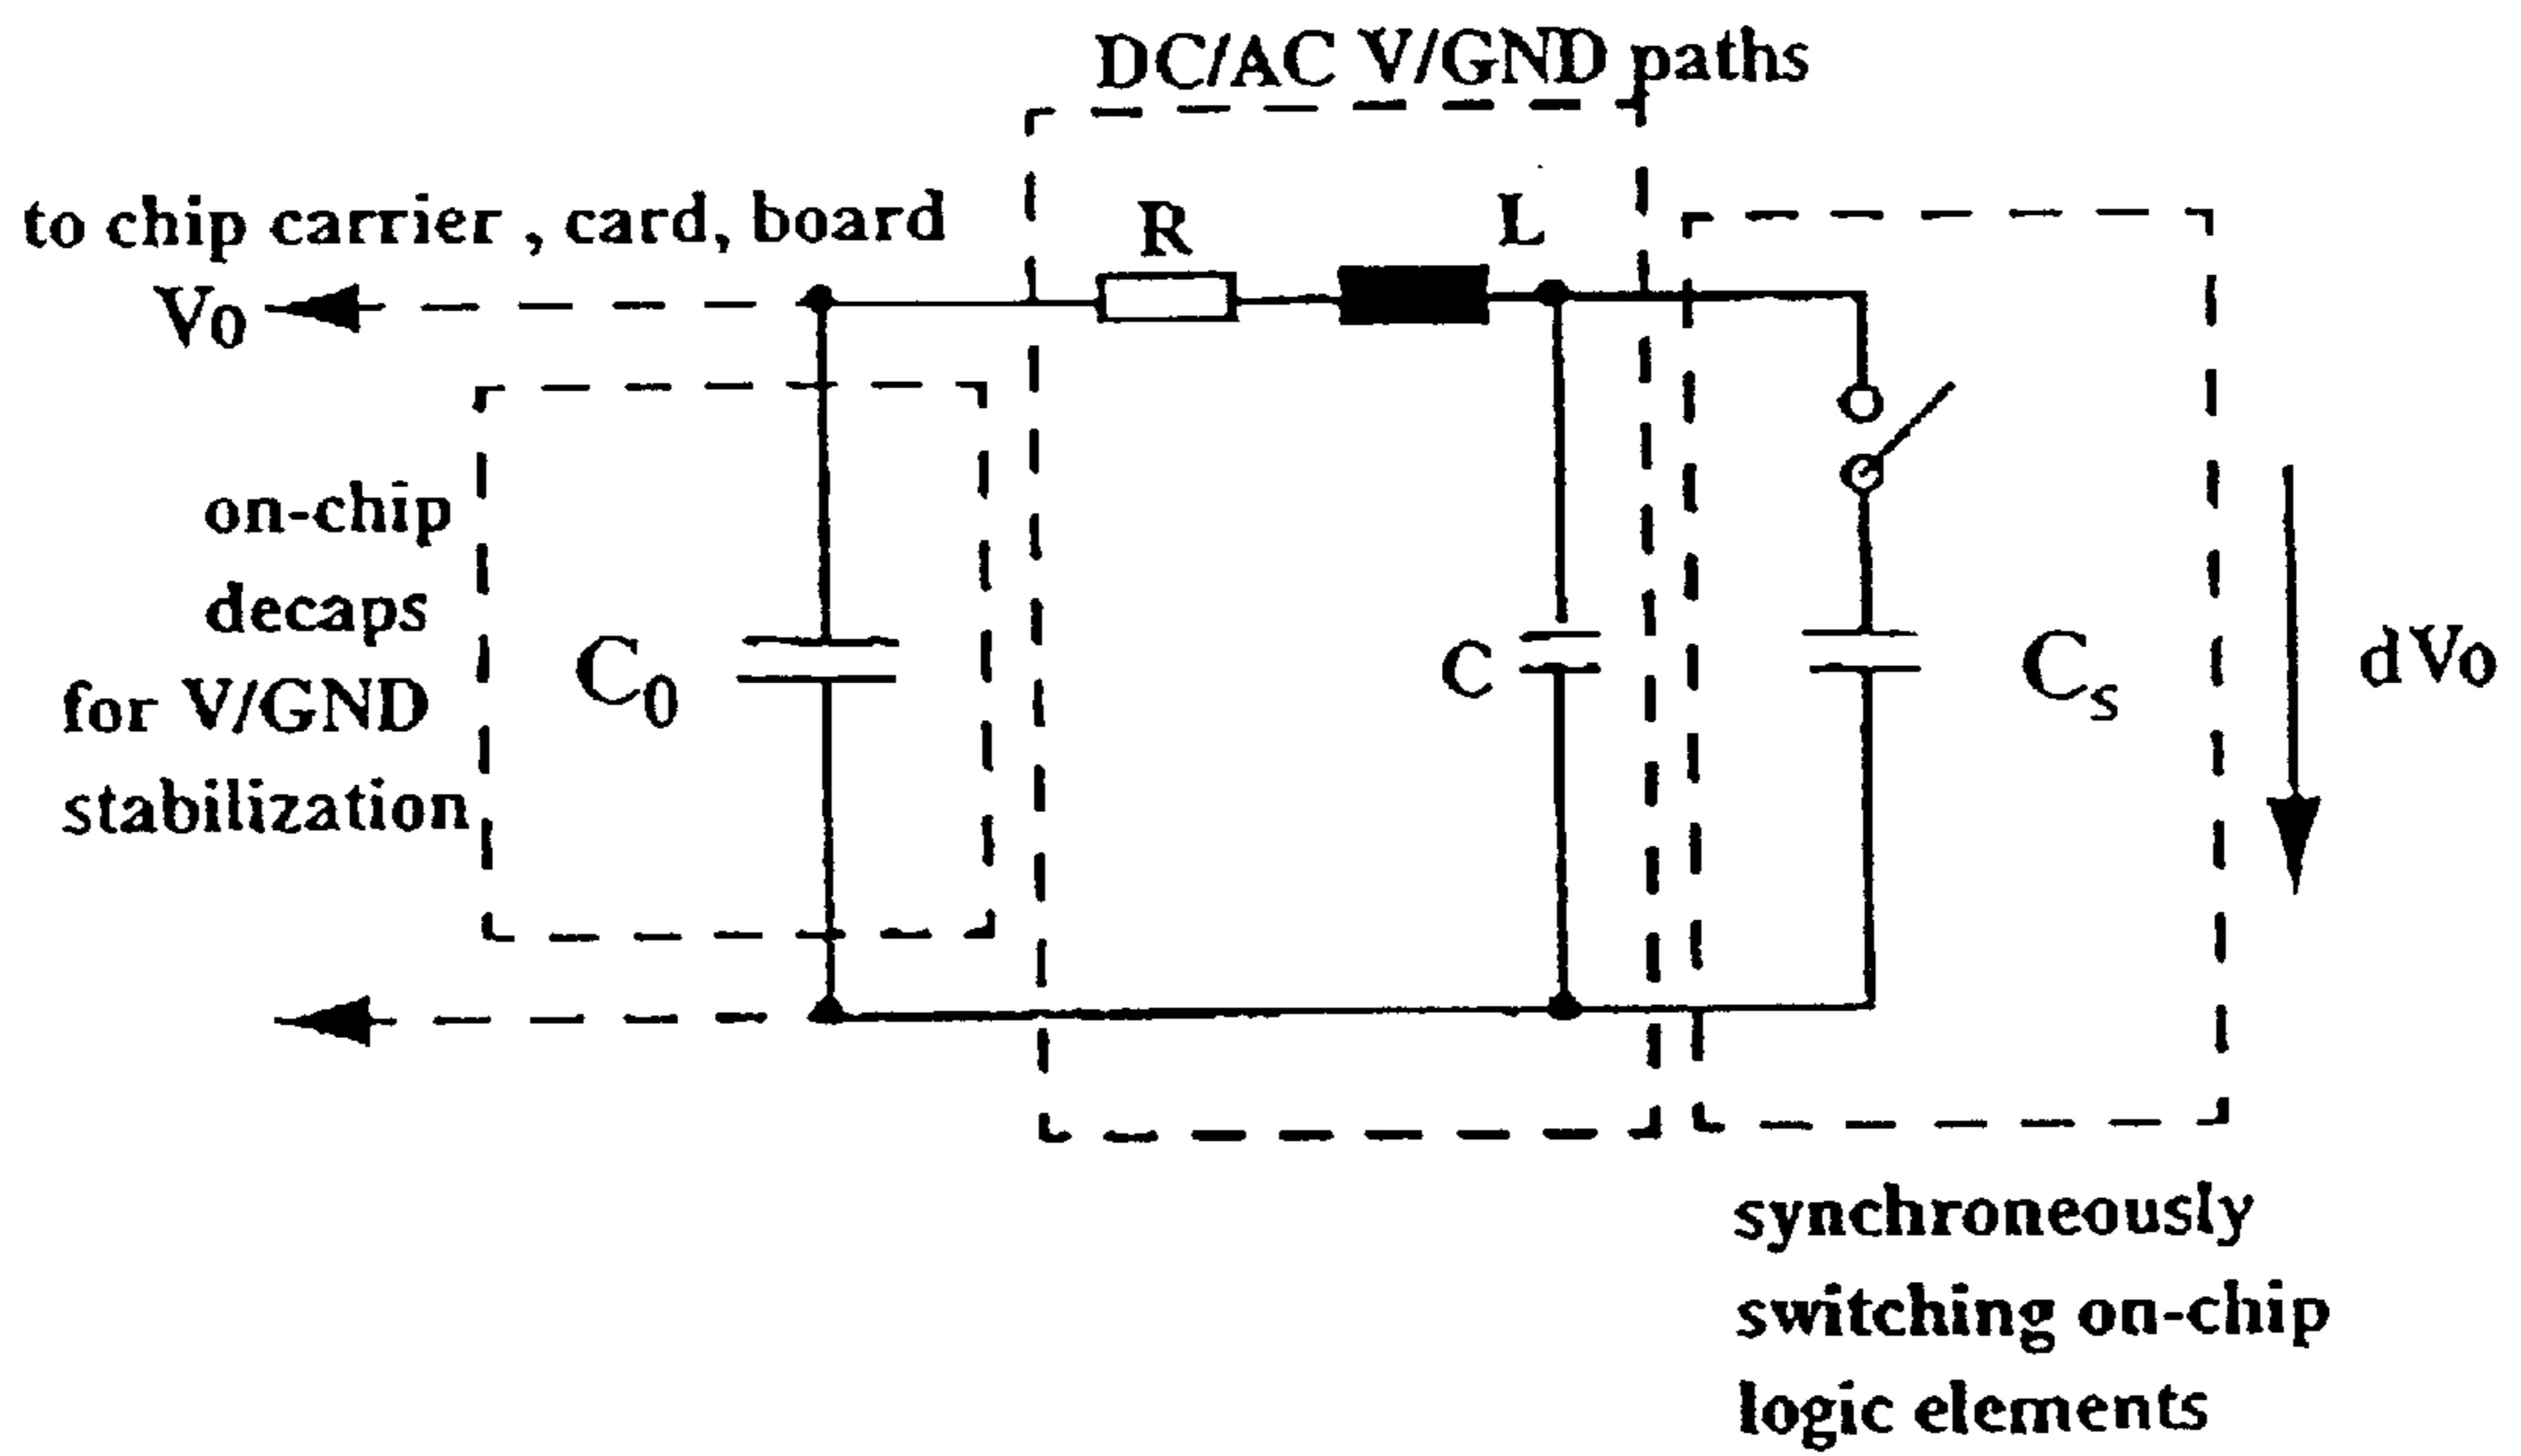 DC/AC V/GND paths
to chip carrier , card, board
V0
R
L
on-chip
decaps
for V/GND
stabilization
C0
C
Cs
dV0
synchroneously
switching on-chip
logic elements